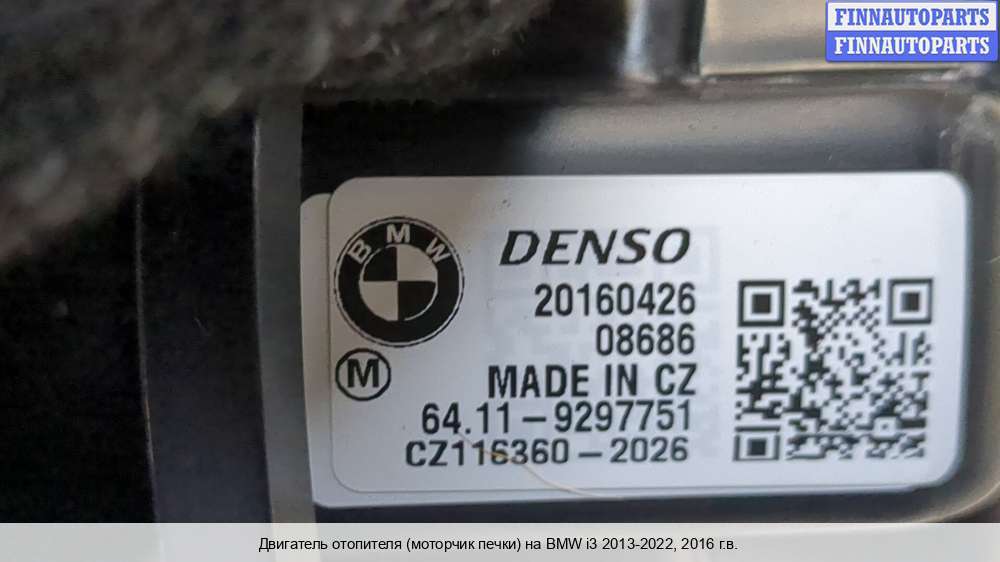 FINNAUTOPARTS
FINNAUTOPARTS
BMW
DENSO
20160426
08686
M
MADE IN CZ
64.11-9297751
CZ116360-2026
Двигатель отопителя (моторчик печки) на BMW i3 2013-2022, 2016 г.в.